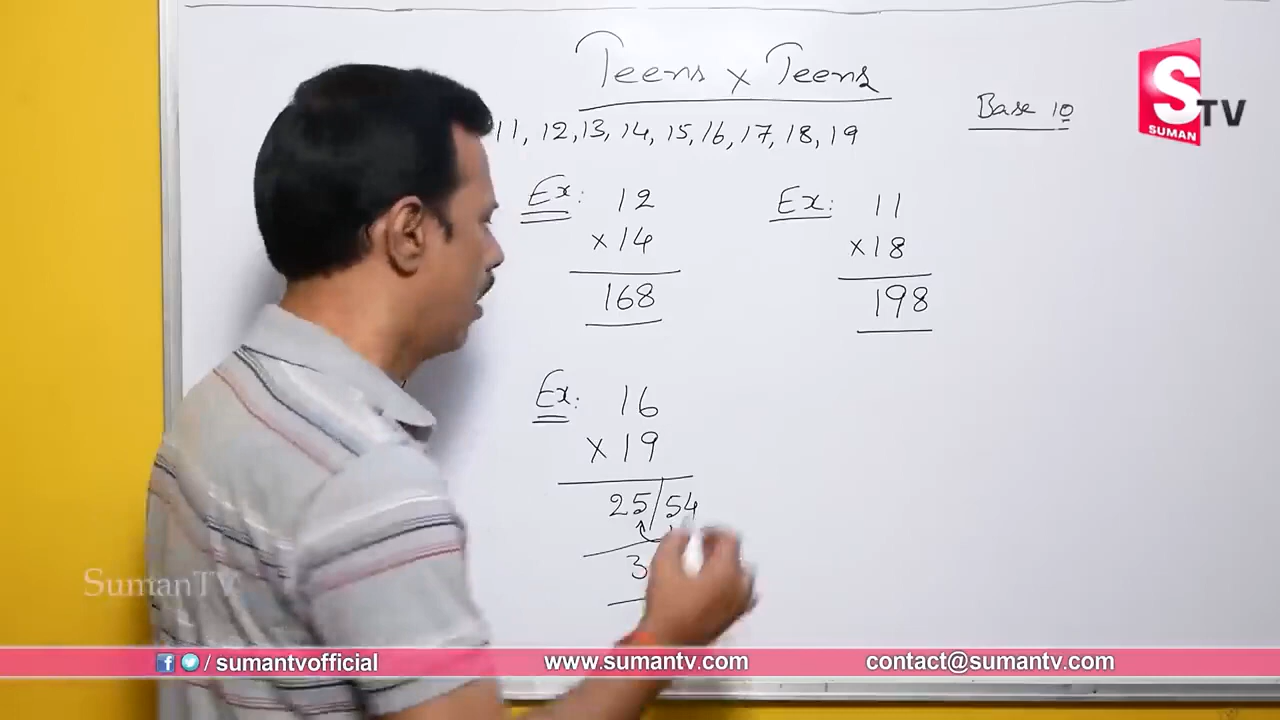 Teens x Teens
Base 10
11, 12, 13, 14, 15, 16, 17, 18, 19
Ex: 12
x 14
168
Ex: 11
x 18
198
Ex: 16
x 19
25/54
3
S TV
SUMAN
SumanTV
/sumantvofficial
www.sumantv.com
contact@sumantv.com